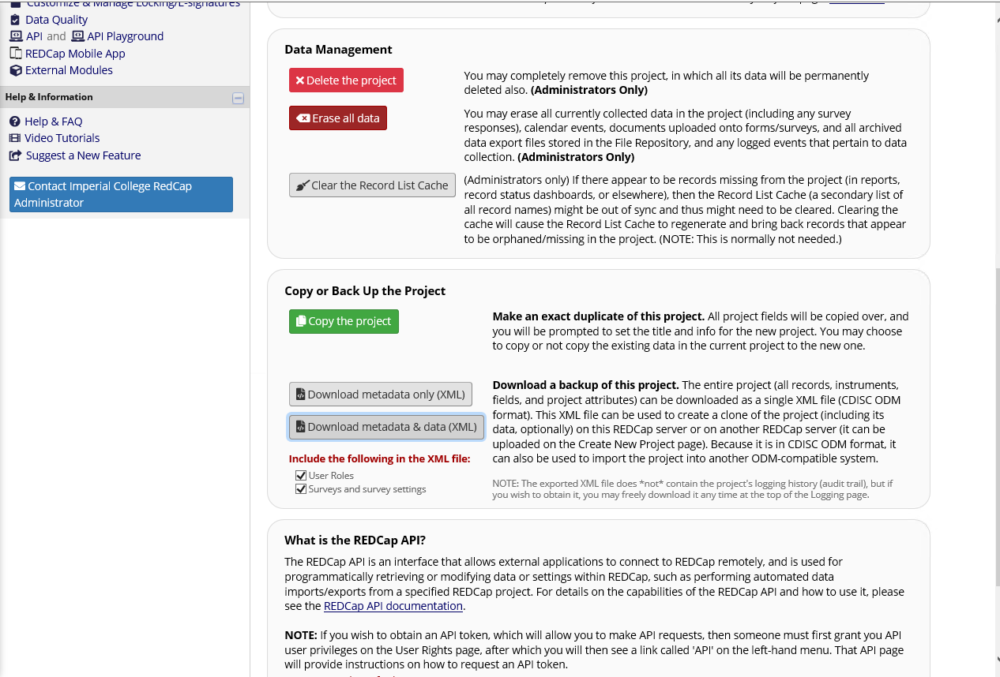 Customize & Manage Locking/E-signatures
Data Quality
API and API Playground
REDCap Mobile App
External Modules
Help & Information
Help & FAQ
Video Tutorials
Suggest a New Feature
Contact Imperial College RedCap
Administrator
Data Management
Delete the project
You may completely remove this project, in which all its data will be permanently
deleted also. (Administrators Only)
Erase all data
You may erase all currently collected data in the project (including any survey
responses), calendar events, documents uploaded onto forms/surveys, and all archived
data export files stored in the File Repository, and any logged events that pertain to data
collection. (Administrators Only)
Clear the Record List Cache
(Administrators only) If there appear to be records missing from the project (in reports,
record status dashboards, or elsewhere), then the Record List Cache (a secondary list of
all record names) might be out of sync and thus might need to be cleared. Clearing the
cache will cause the Record List Cache to regenerate and bring back records that appear
to be orphaned/missing in the project. (NOTE: This is normally not needed.)
Copy or Back Up the Project
Copy the project
Make an exact duplicate of this project. All project fields will be copied over, and
you will be prompted to set the title and info for the new project. You may choose
to copy or not copy the existing data in the current project to the new one.
Download metadata only (XML)
Download metadata & data (XML)
Include the following in the XML file:
User Roles
Surveys and survey settings
Download a backup of this project. The entire project (all records, instruments,
fields, and project attributes) can be downloaded as a single XML file (CDISC ODM
format). This XML file can be used to create a clone of the project (including its
data, optionally) on this REDCap server or on another REDCap server (it can be
uploaded on the Create New Project page). Because it is in CDISC ODM format, it
can also be used to import the project into another ODM-compatible system.
NOTE: The exported XML file does *not* contain the project's logging history (audit trail), but if
you wish to obtain it, you may freely download it any time at the top of the Logging page.
What is the REDCap API?
The REDCap API is an interface that allows external applications to connect to REDCap remotely, and is used for
programmatically retrieving or modifying data or settings within REDCap, such as performing automated data
imports/exports from a specified REDCap project. For details on the capabilities of the REDCap API and how to use it, please
see the REDCap API documentation.
NOTE: If you wish to obtain an API token, which will allow you to make API requests, then someone must first grant you API
user privileges on the User Rights page, after which you will then see a link called 'API' on the left-hand menu. That API page
will provide instructions on how to request an API token.